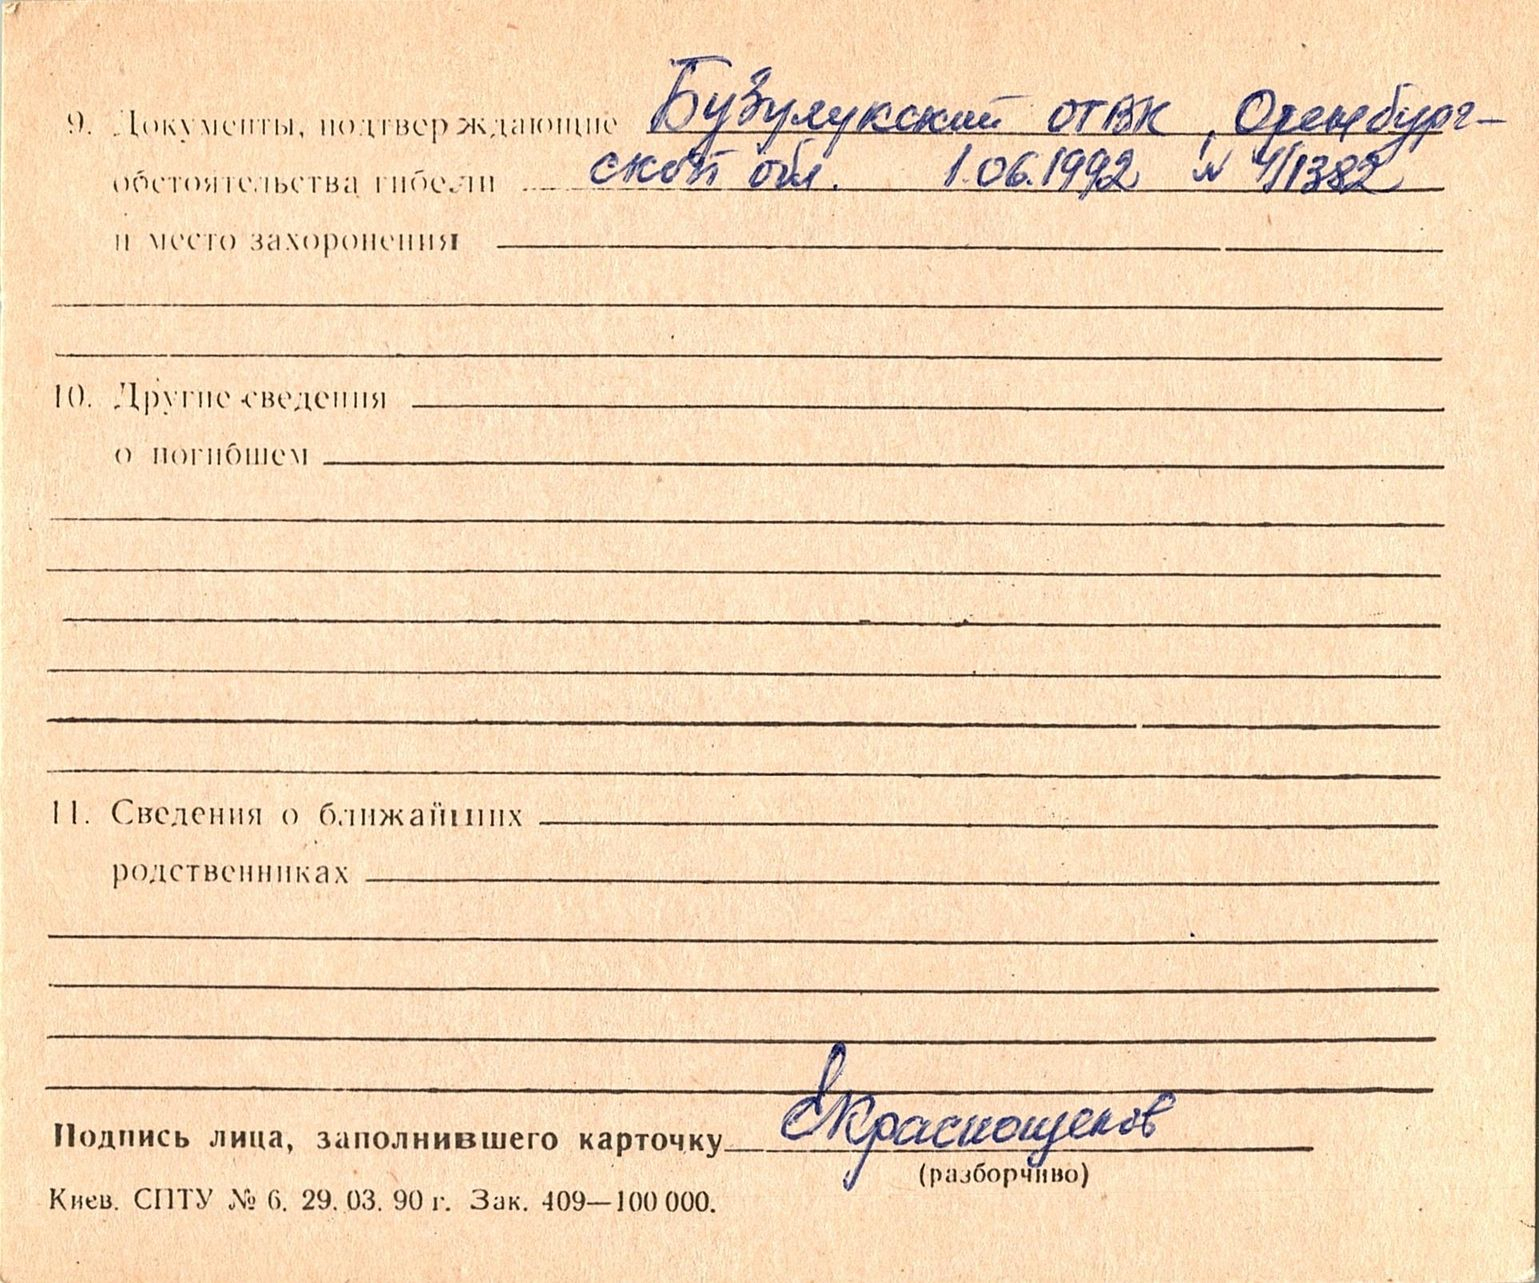 9. Документы, подтверждающие Бузулукский ОГВК, Оренбург-
обстоятельства гибели ской обл. 1.06.1992 N 4/1382
и место захоронения
10. Другие сведения
о погибшем
11. Сведения о ближайших
родственниках
Подпись лица, заполнившего карточку Краснощеков
(разборчиво)
Киев. СПТУ № 6. 29. 03. 90 г. Зак. 409—100 000.